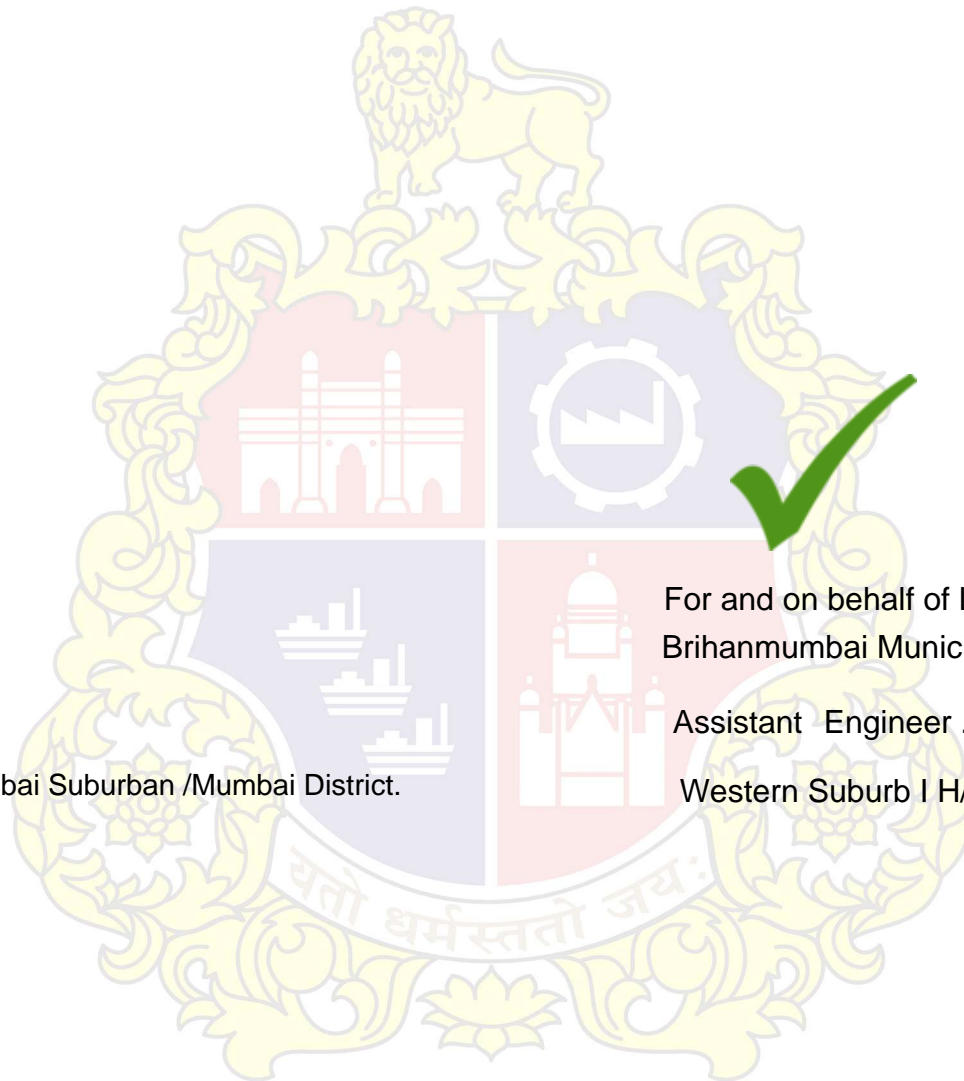 For and on behalf of
Brihanmumbai Munic
Assistant Engineer .
bai Suburban /Mumbai District.
Western Suburb I H/
यतो धर्मस्ततो जय: